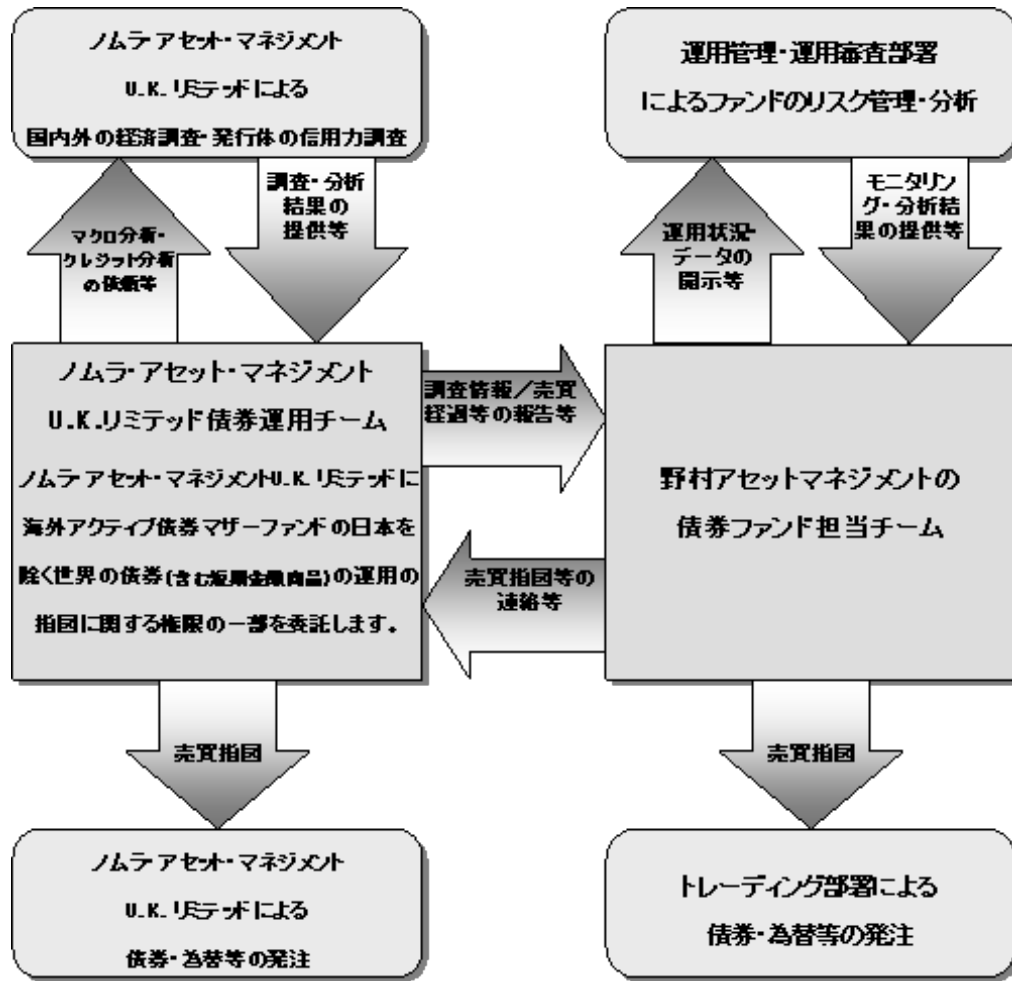 ノムラ・アセット・マネジメント
U.K.リミテッドによる
国内外の経済調査・発行体の信用力調査
運用管理・運用審査部署
によるファンドのリスク管理・分析
マクロ分析・
クレジット分析
の依頼等
調査・分析
結果の
提供等
運用状況・
データの
開示等
モニタリン
グ・分析結
果の提供等
ノムラ・アセット・マネジメント
U.K.リミテッド債券運用チーム
ノムラ・アセット・マネジメントU.K.リミテッドに
海外アクティブ債券マザーファンドの日本を
除く世界の債券(含む短期金融商品)の運用の
指図に関する権限の一部を委託します。
調査情報／売買
経過等の報告等
売買指図等の
連絡等
野村アセットマネジメントの
債券ファンド担当チーム
売買指図
売買指図
ノムラ・アセット・マネジメント
U.K.リミテッドによる
債券・為替等の発注
トレーディング部署による
債券・為替等の発注